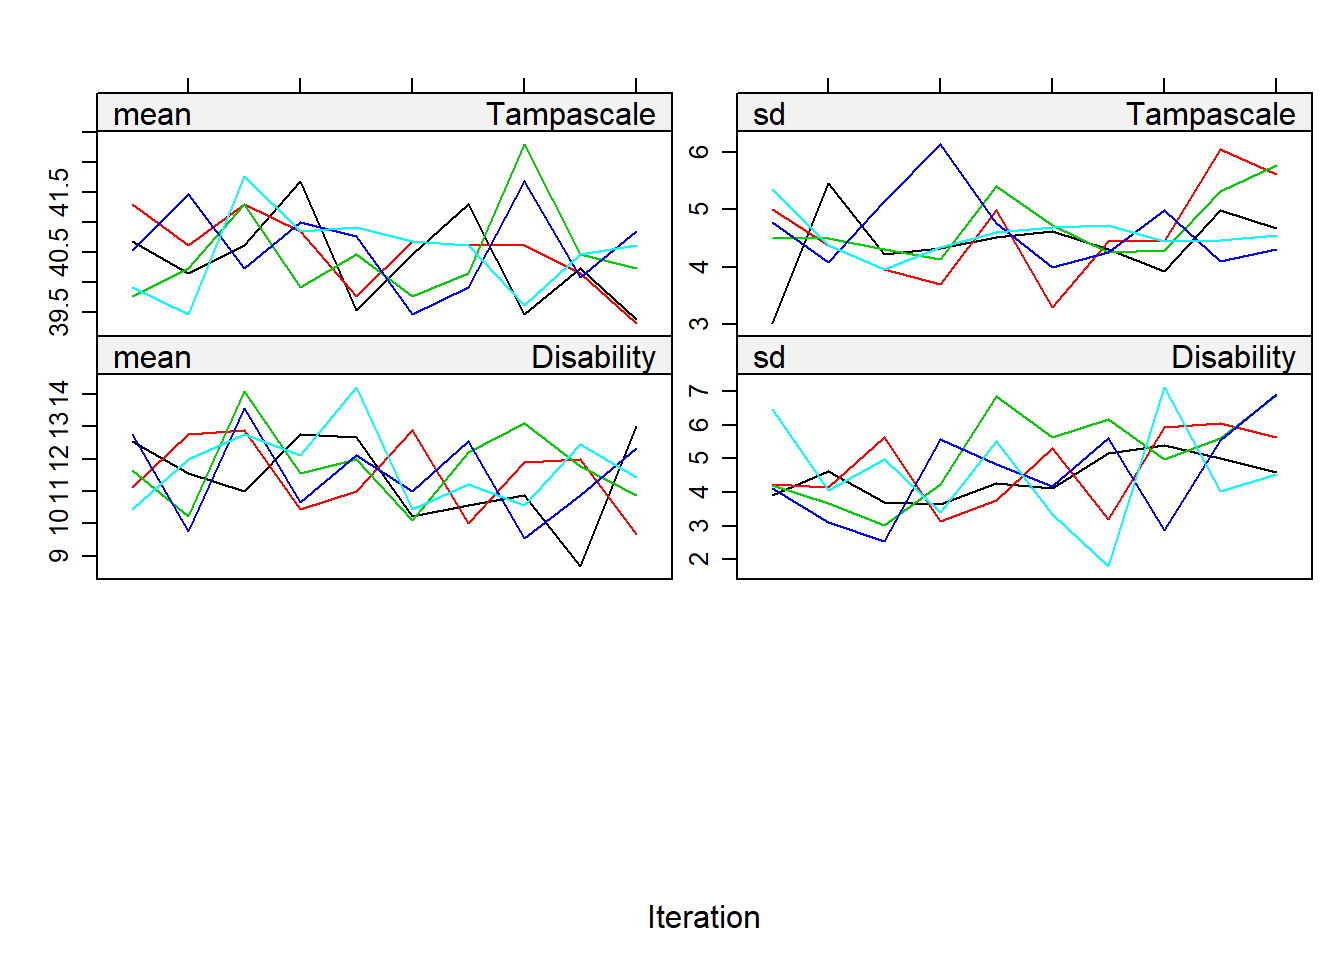 mean Tampascale
39.5 40.5 41.5
sd Tampascale
3 4 5 6
mean Disability
9 10 11 12 13 14
sd Disability
2 3 4 5 6 7
Iteration